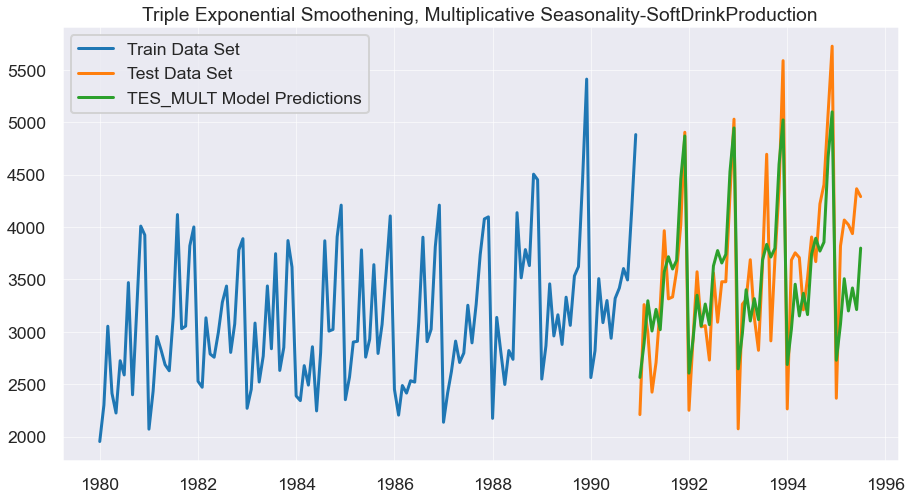 Triple Exponential Smoothening, Multiplicative Seasonality-SoftDrinkProduction
Train Data Set
Test Data Set
TES_MULT Model Predictions
5500
5000
4500
4000
3500
3000
2500
2000
1980 1982 1984 1986 1988 1990 1992 1994 1996